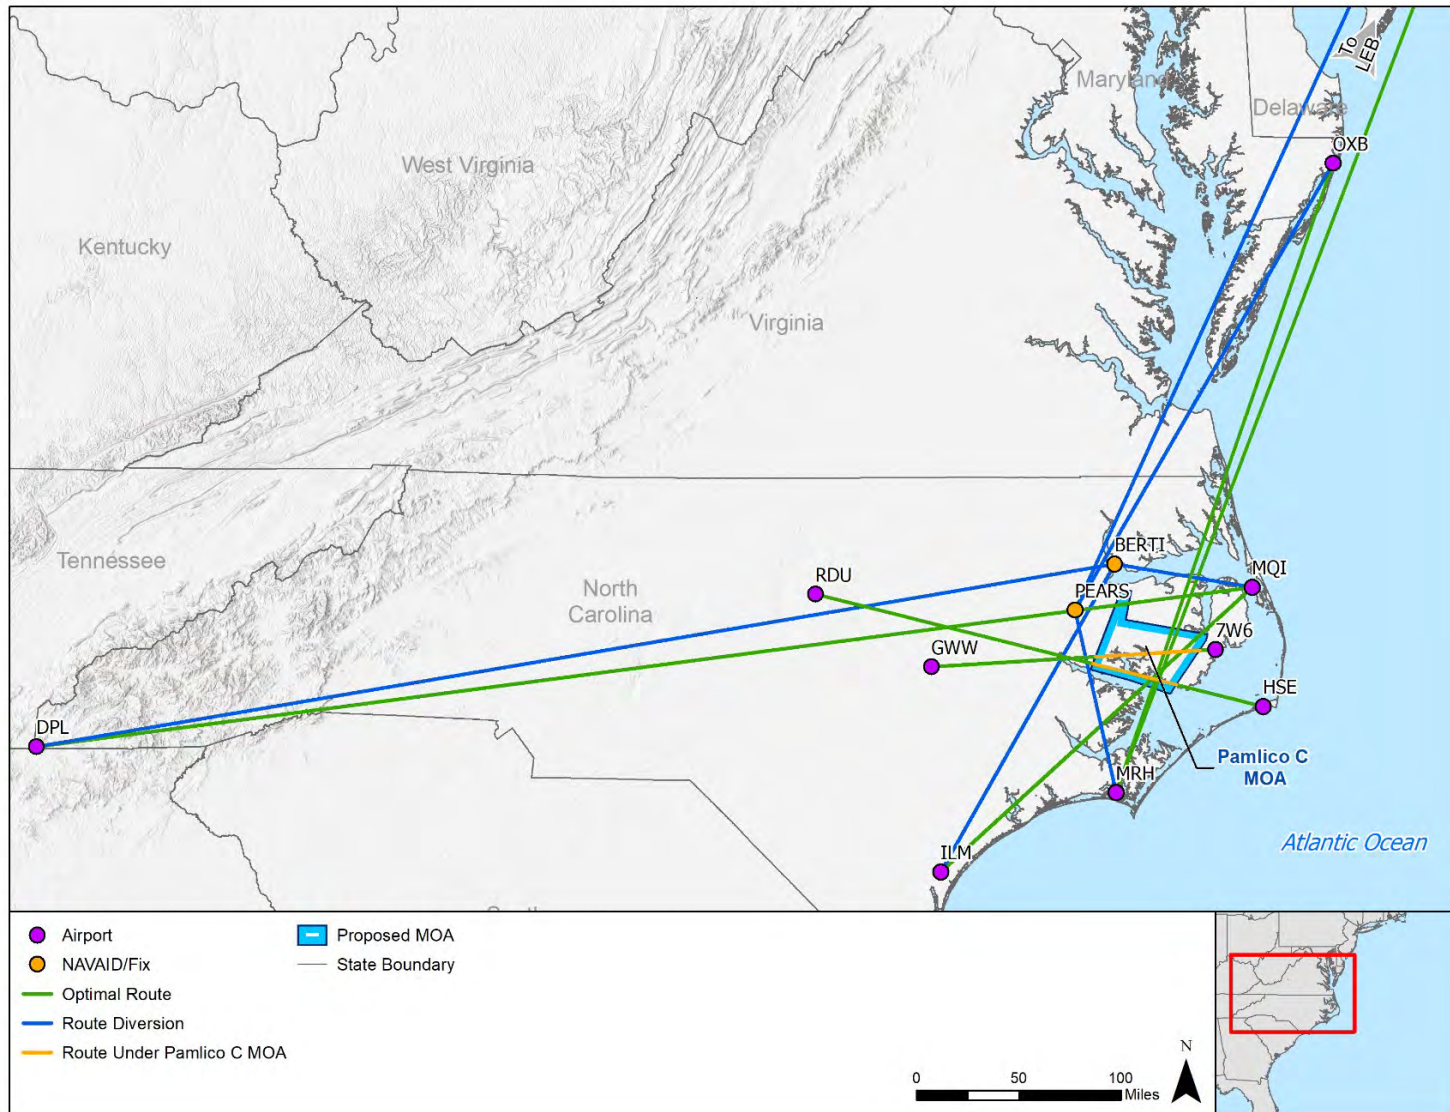 To
LEB
Maryland
Delaware
OXB
West Virginia
Kentucky
Virginia
Tennessee
BERTI
MQI
RDU
North
Carolina
PEARS
7W6
GWW
HSE
DPL
Pamlico C
MOA
MRH
ILM
Atlantic Ocean
Airport
NAVAID/Fix
Optimal Route
Route Diversion
Route Under Pamlico C MOA
Proposed MOA
State Boundary
N
0 50 100
Miles